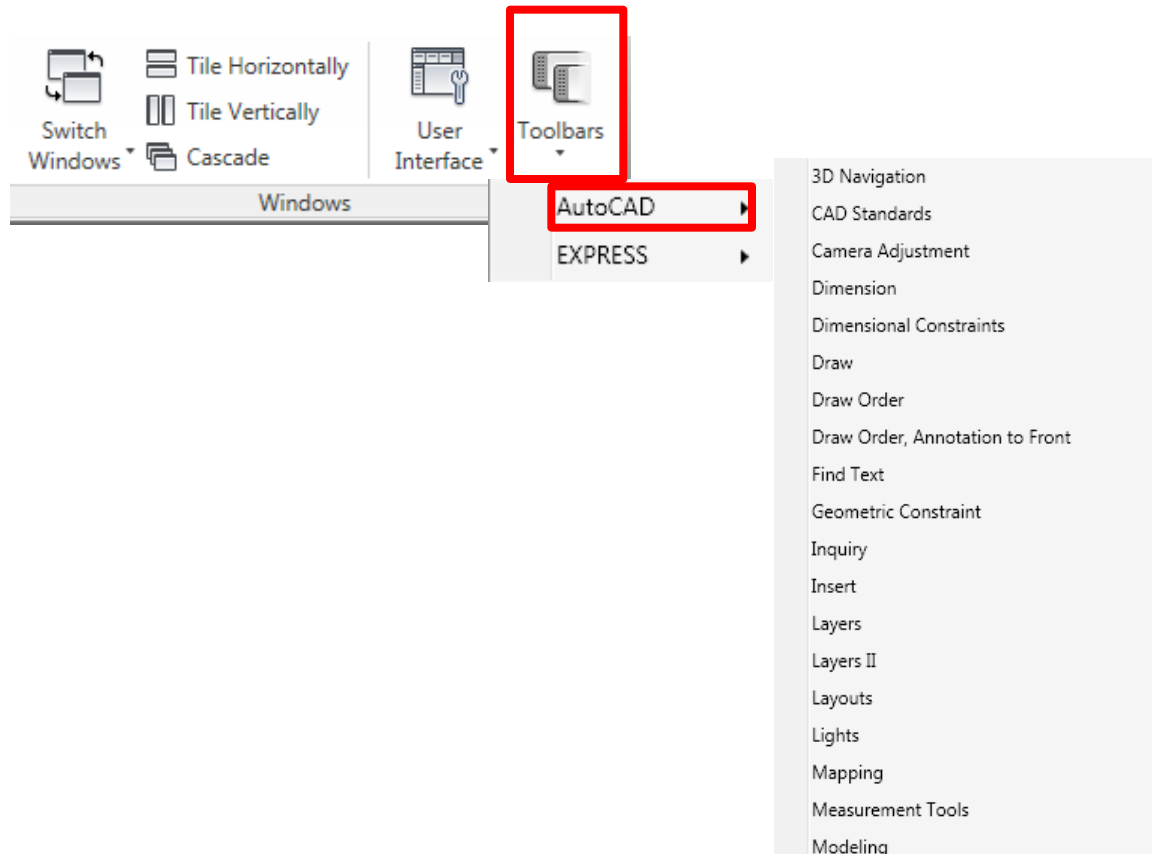 Switch
Windows
Tile Horizontally
Tile Vertically
Cascade
User
Interface
Toolbars
Windows
AutoCAD
EXPRESS
3D Navigation
CAD Standards
Camera Adjustment
Dimension
Dimensional Constraints
Draw
Draw Order
Draw Order, Annotation to Front
Find Text
Geometric Constraint
Inquiry
Insert
Layers
Layers II
Layouts
Lights
Mapping
Measurement Tools
Modeling